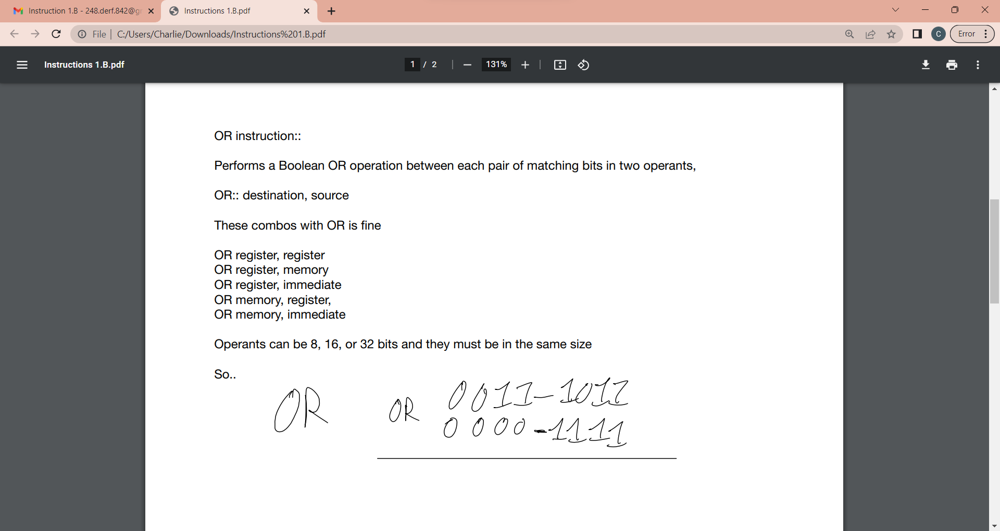 Instruction 1.B - 248.derf.842@g
Instructions 1.B.pdf
File
C:/Users/Charlie/Downloads/Instructions%201.B.pdf
C
Error
Instructions 1.B.pdf
1 / 2
131%
OR instruction::
Performs a Boolean OR operation between each pair of matching bits in two operants,
OR:: destination, source
These combos with OR is fine
OR register, register
OR register, memory
OR register, immediate
OR memory, register,
OR memory, immediate
Operants can be 8, 16, or 32 bits and they must be in the same size
So..
OR
OR 0011-1011
0000-1111